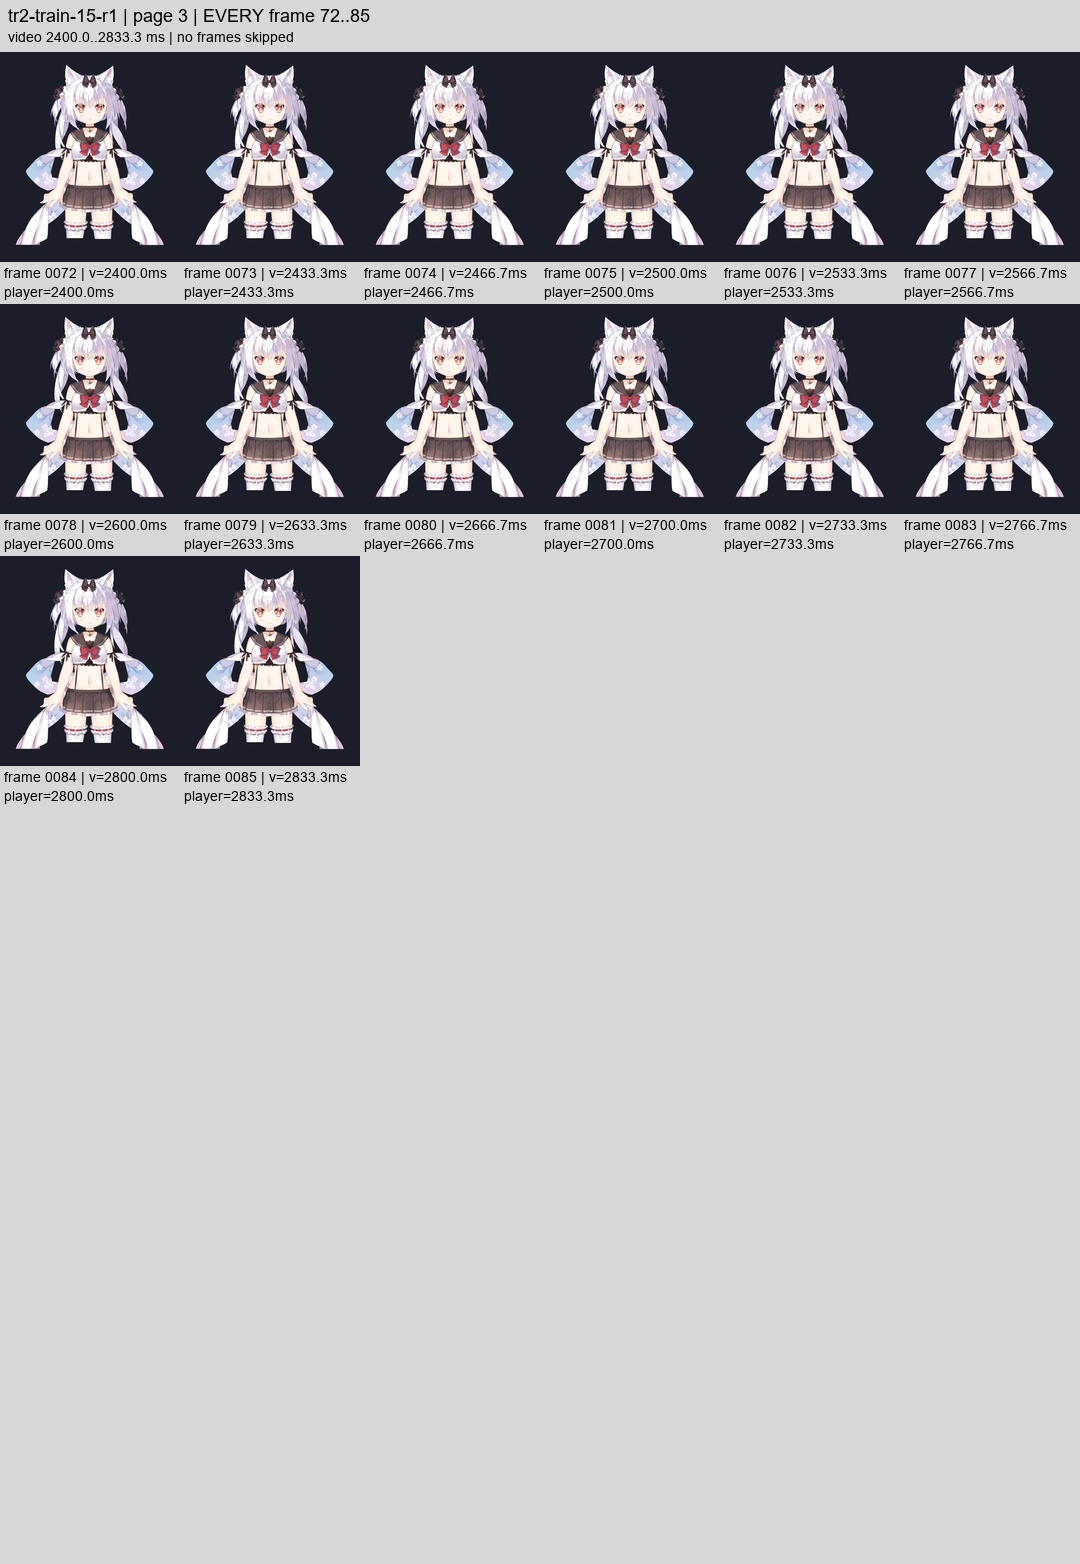 tr2-train-15-r1 | page 3 | EVERY frame 72..85
video 2400.0..2833.3 ms | no frames skipped
frame 0072 | v=2400.0ms
player=2400.0ms
frame 0073 | v=2433.3ms
player=2433.3ms
frame 0074 | v=2466.7ms
player=2466.7ms
frame 0075 | v=2500.0ms
player=2500.0ms
frame 0076 | v=2533.3ms
player=2533.3ms
frame 0077 | v=2566.7ms
player=2566.7ms
frame 0078 | v=2600.0ms
player=2600.0ms
frame 0079 | v=2633.3ms
player=2633.3ms
frame 0080 | v=2666.7ms
player=2666.7ms
frame 0081 | v=2700.0ms
player=2700.0ms
frame 0082 | v=2733.3ms
player=2733.3ms
frame 0083 | v=2766.7ms
player=2766.7ms
frame 0084 | v=2800.0ms
player=2800.0ms
frame 0085 | v=2833.3ms
player=2833.3ms